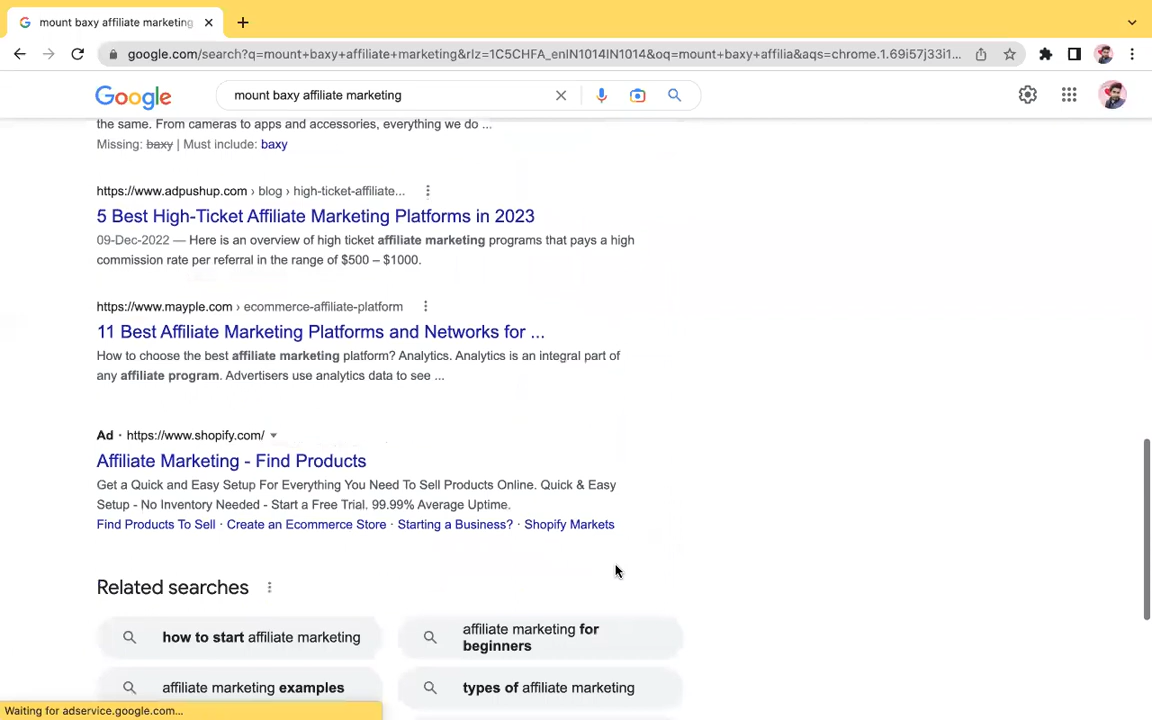 mount baxy affiliate marketing
google.com/search?q=mount+baxy+affiliate+marketing&rlz=1C5CHFA_enIN1014IN1014&oq=mount+baxy+affilia&aqs=chrome.1.69i57j33i1...
Google
mount baxy affiliate marketing
the same. From cameras to apps and accessories, everything we do ...
Missing: baxy | Must include: baxy
https://www.adpushup.com › blog › high-ticket-affiliate...
5 Best High-Ticket Affiliate Marketing Platforms in 2023
09-Dec-2022 — Here is an overview of high ticket affiliate marketing programs that pays a high
commission rate per referral in the range of $500 – $1000.
https://www.mayple.com › ecommerce-affiliate-platform
11 Best Affiliate Marketing Platforms and Networks for ...
How to choose the best affiliate marketing platform? Analytics. Analytics is an integral part of
any affiliate program. Advertisers use analytics data to see ...
Ad · https://www.shopify.com/
Affiliate Marketing - Find Products
Get a Quick and Easy Setup For Everything You Need To Sell Products Online. Quick & Easy
Setup - No Inventory Needed - Start a Free Trial. 99.99% Average Uptime.
Find Products To Sell · Create an Ecommerce Store · Starting a Business? · Shopify Markets
Related searches
how to start affiliate marketing
affiliate marketing for
beginners
affiliate marketing examples
types of affiliate marketing
Waiting for adservice.google.com...